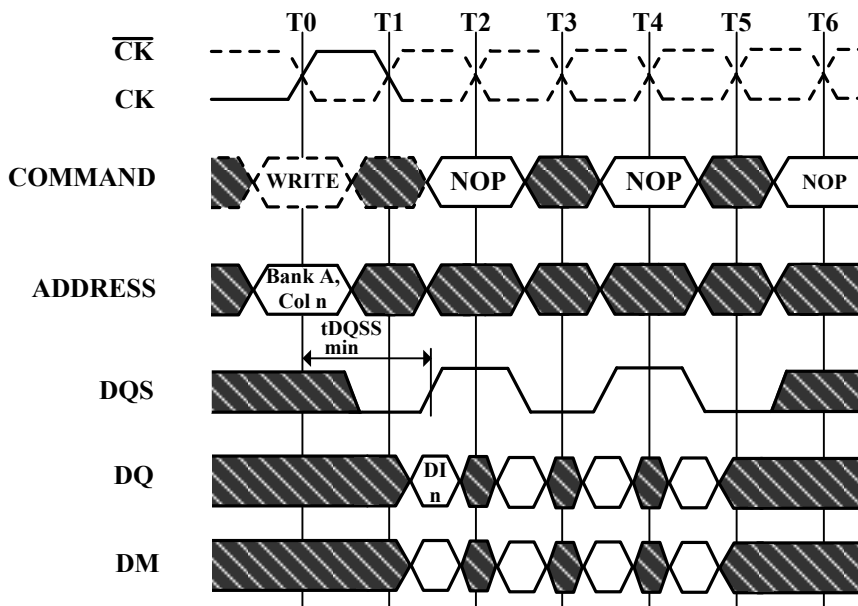 T0 T1 T2 T3 T4 T5 T6
CK
CK
COMMAND WRITE NOP NOP NOP
ADDRESS Bank A,
Col n
tDQSS
min
DQS
DQ DI
n
DM